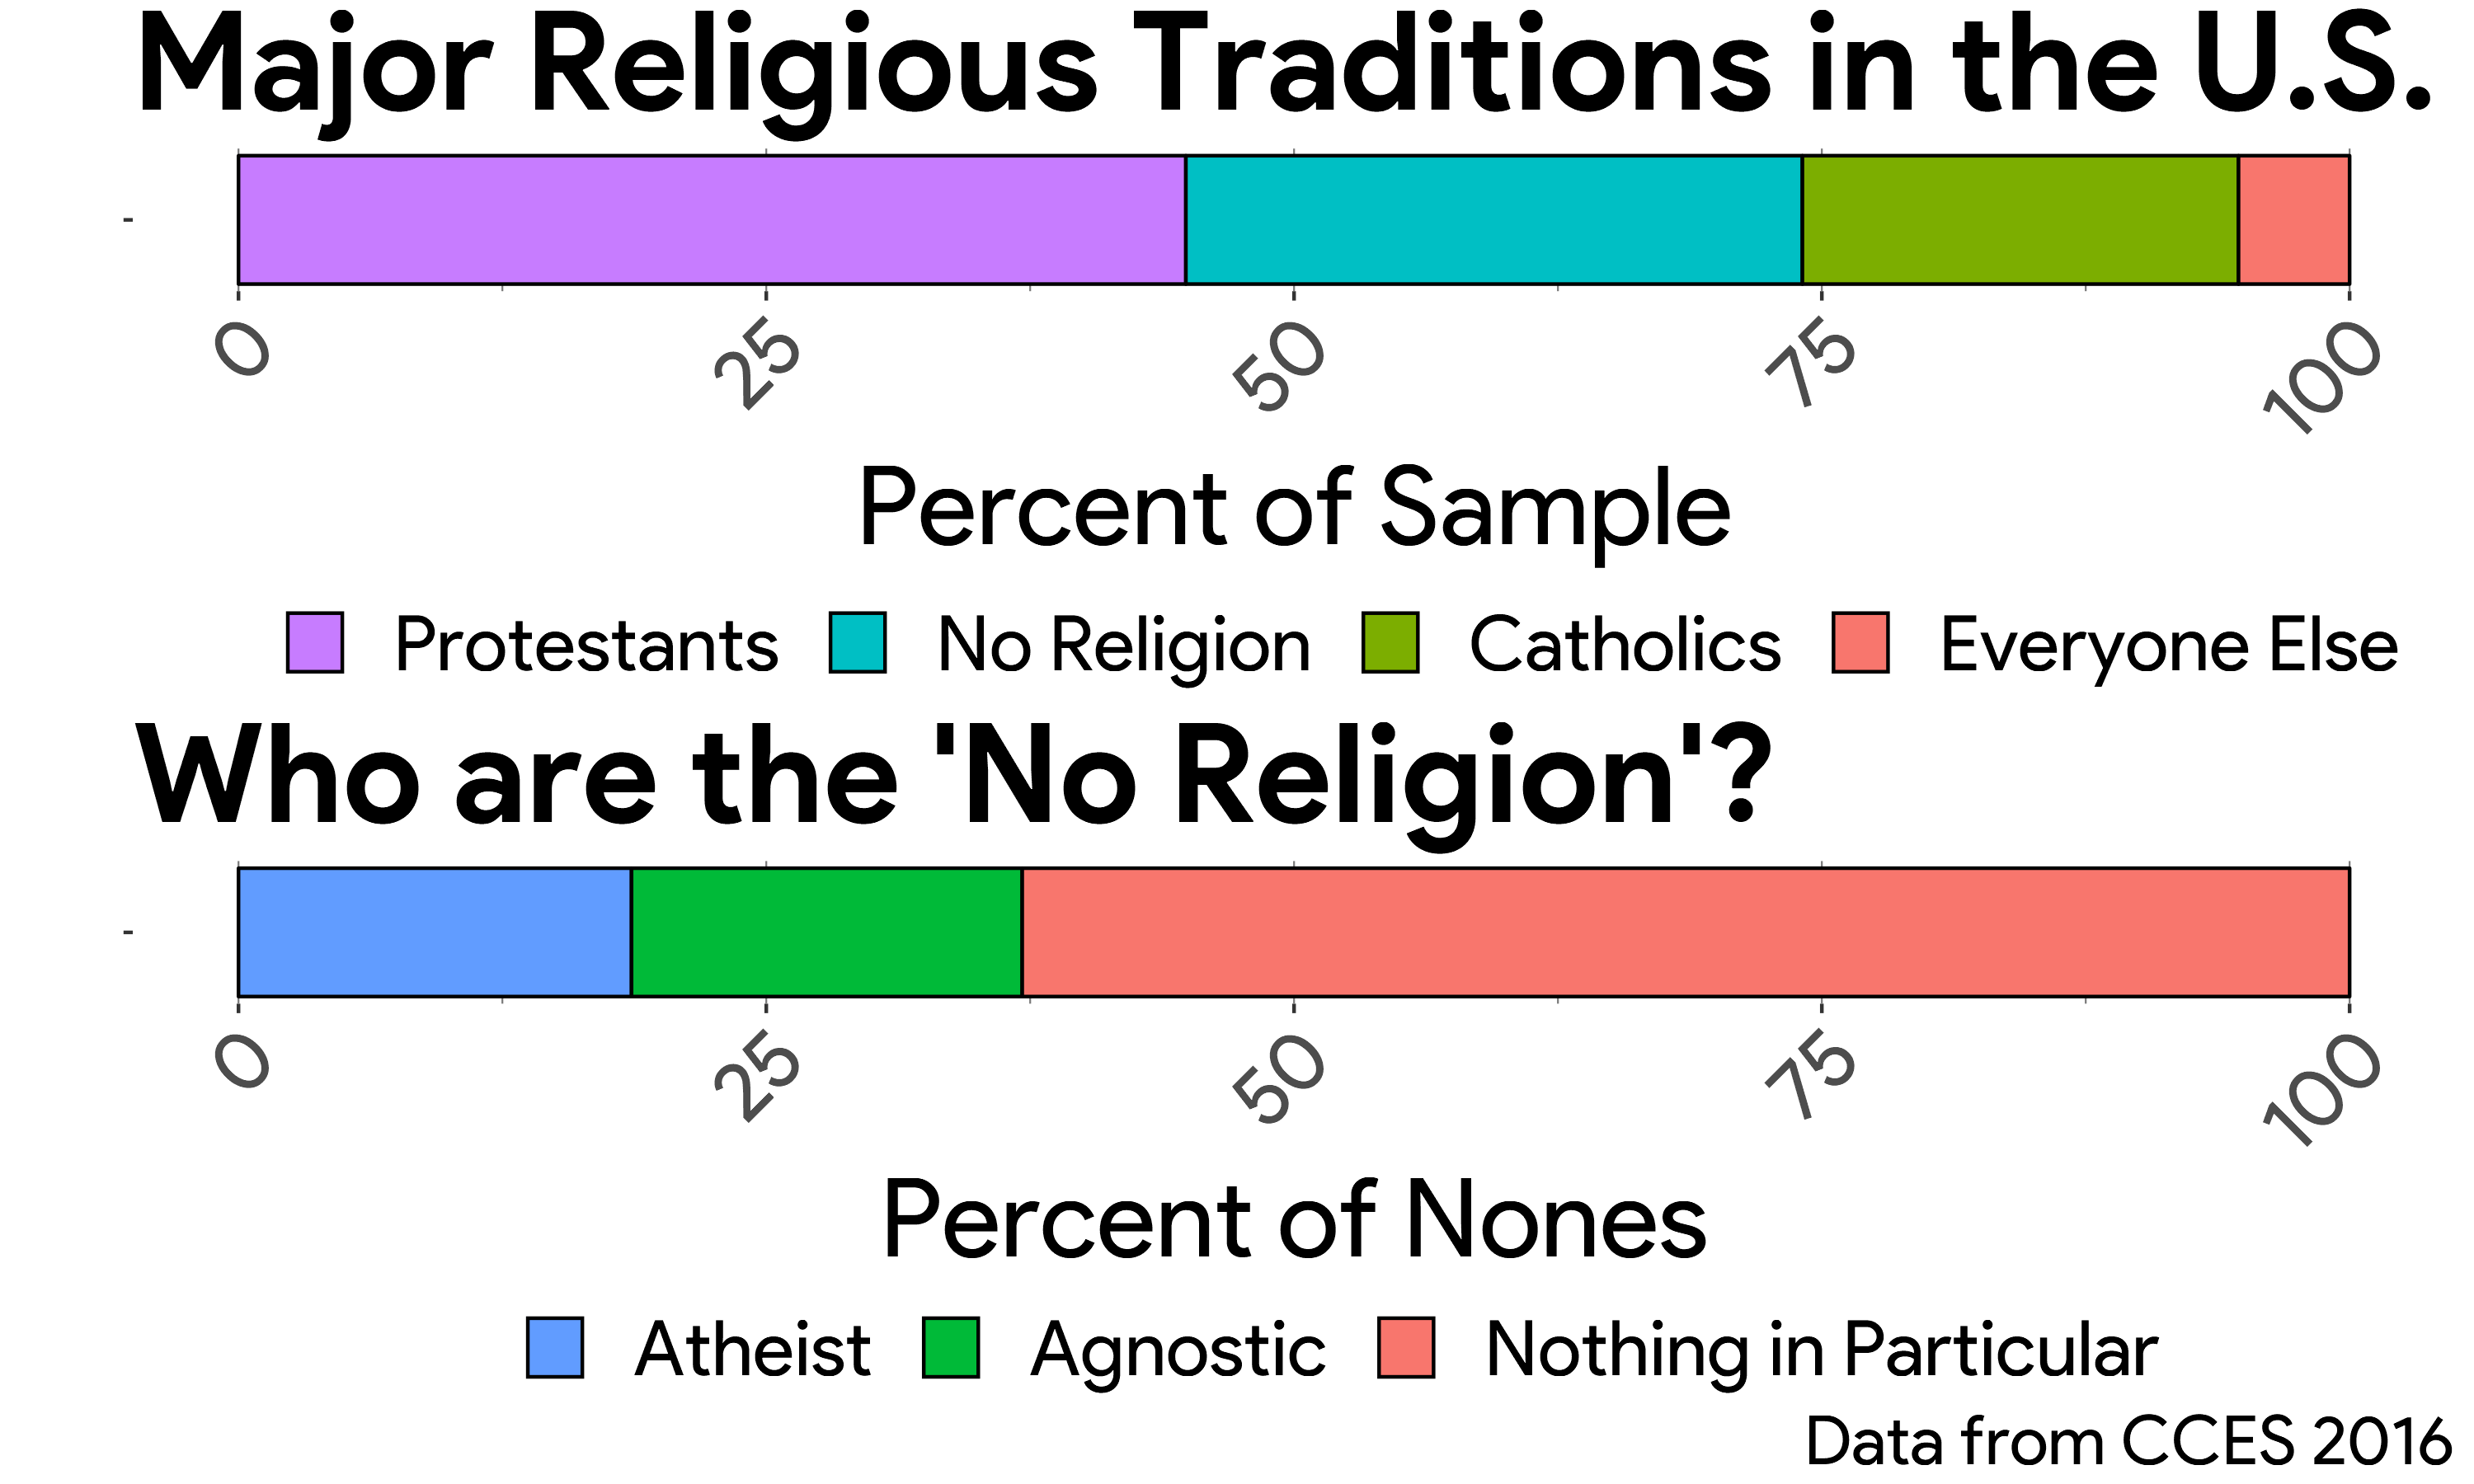 Major Religious Traditions in the U.S.
0 25 50 75 100
Percent of Sample
Protestants No Religion Catholics Everyone Else
Who are the 'No Religion'?
0 25 50 75 100
Percent of Nones
Atheist Agnostic Nothing in Particular
Data from CCES 2016